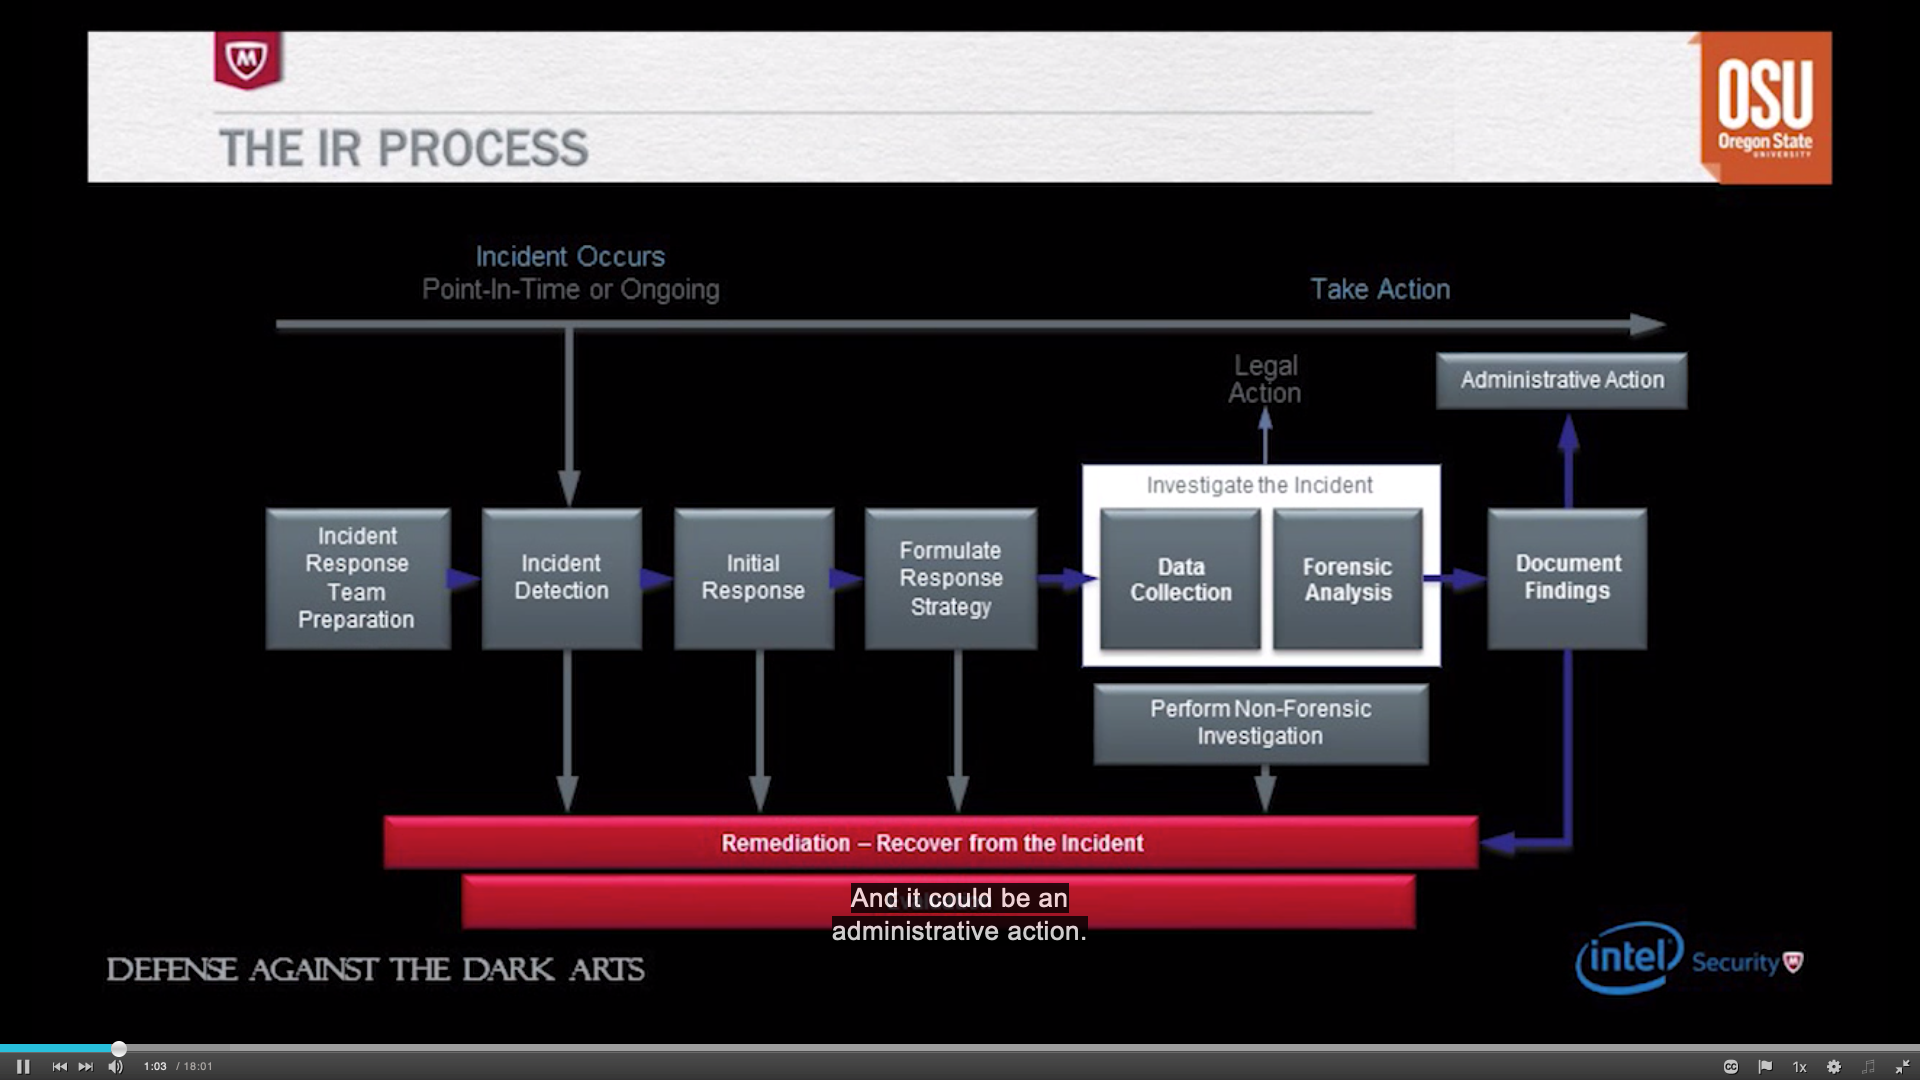 M
OSU
Oregon State
UNIVERSITY
THE IR PROCESS
Incident Occurs
Point-In-Time or Ongoing
Take Action
Legal
Action
Administrative Action
Incident
Response
Team
Preparation
Incident
Detection
Initial
Response
Formulate
Response
Strategy
Investigate the Incident
Data
Collection
Forensic
Analysis
Document
Findings
Perform Non-Forensic
Investigation
Remediation – Recover from the Incident
And it could be an
administrative action.
DEFENSE AGAINST THE DARK ARTS
intel Security
1:03 / 18:01
CC
1x